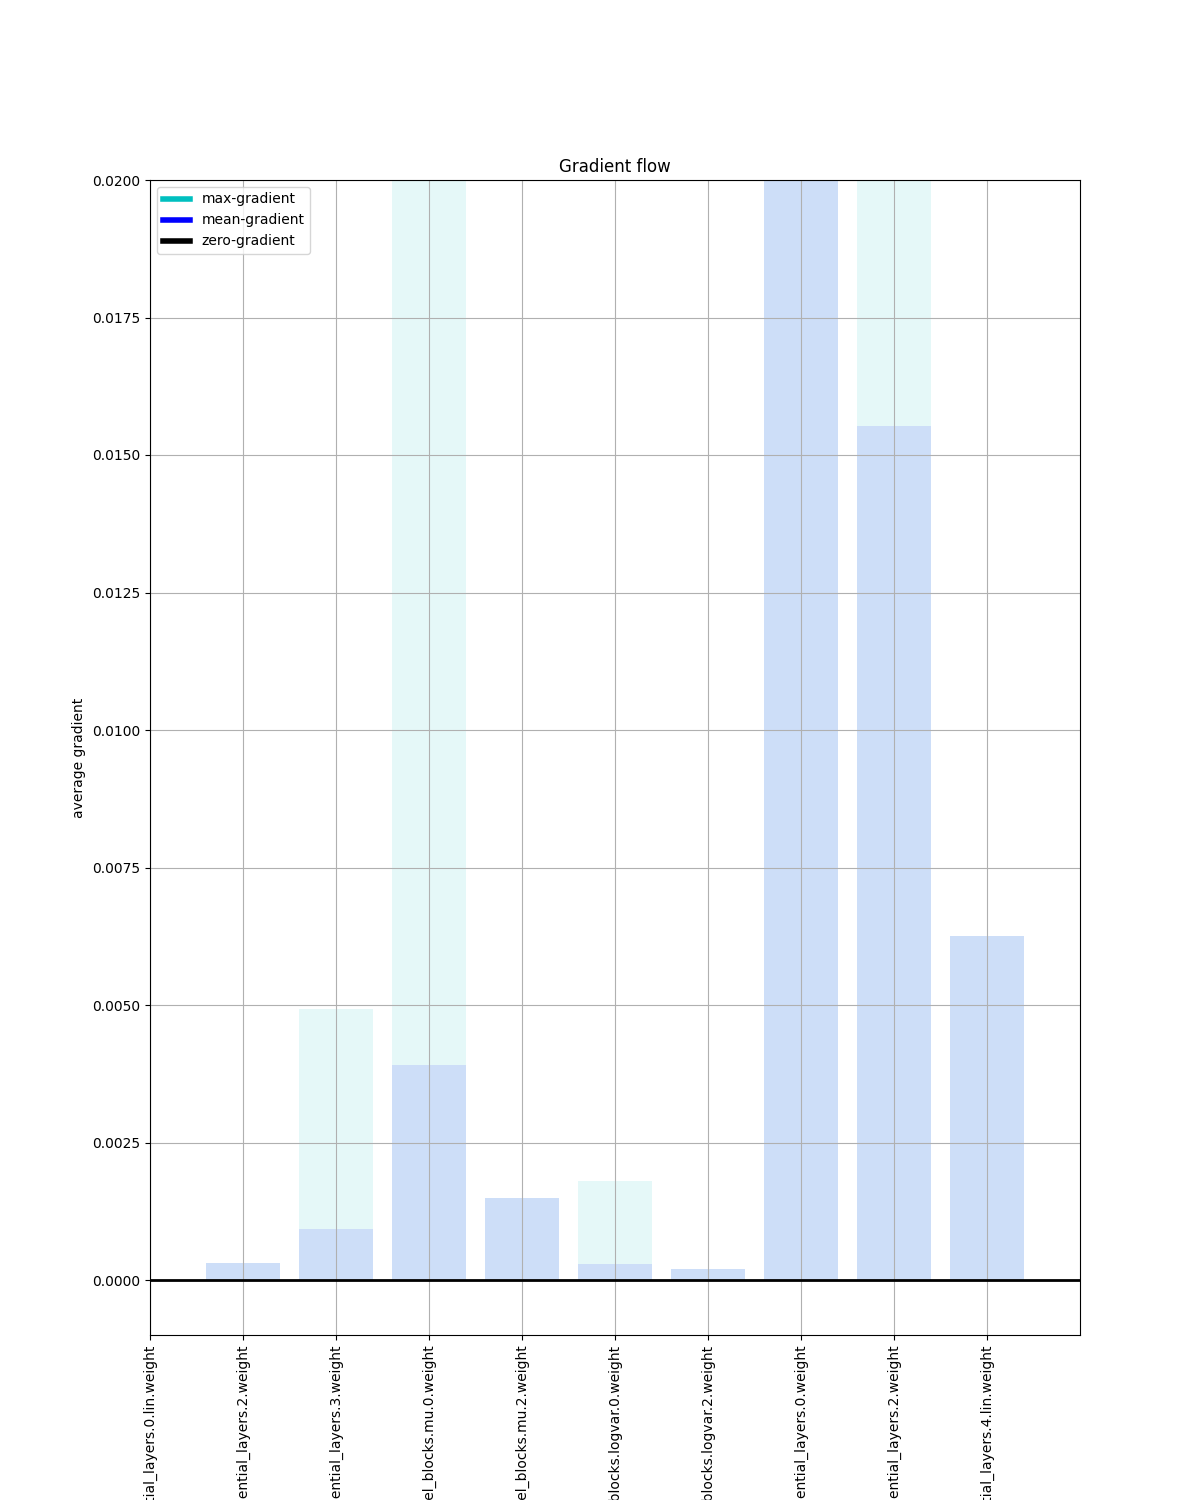 Gradient flow
max-gradient
mean-gradient
zero-gradient
0.0200
0.0175
0.0150
0.0125
0.0100
0.0075
0.0050
0.0025
0.0000
average gradient
tial_layers.0.lin.weight
ential_layers.2.weight
ential_layers.3.weight
el_blocks.mu.0.weight
el_blocks.mu.2.weight
blocks.logvar.0.weight
blocks.logvar.2.weight
ential_layers.0.weight
ential_layers.2.weight
tial_layers.4.lin.weight